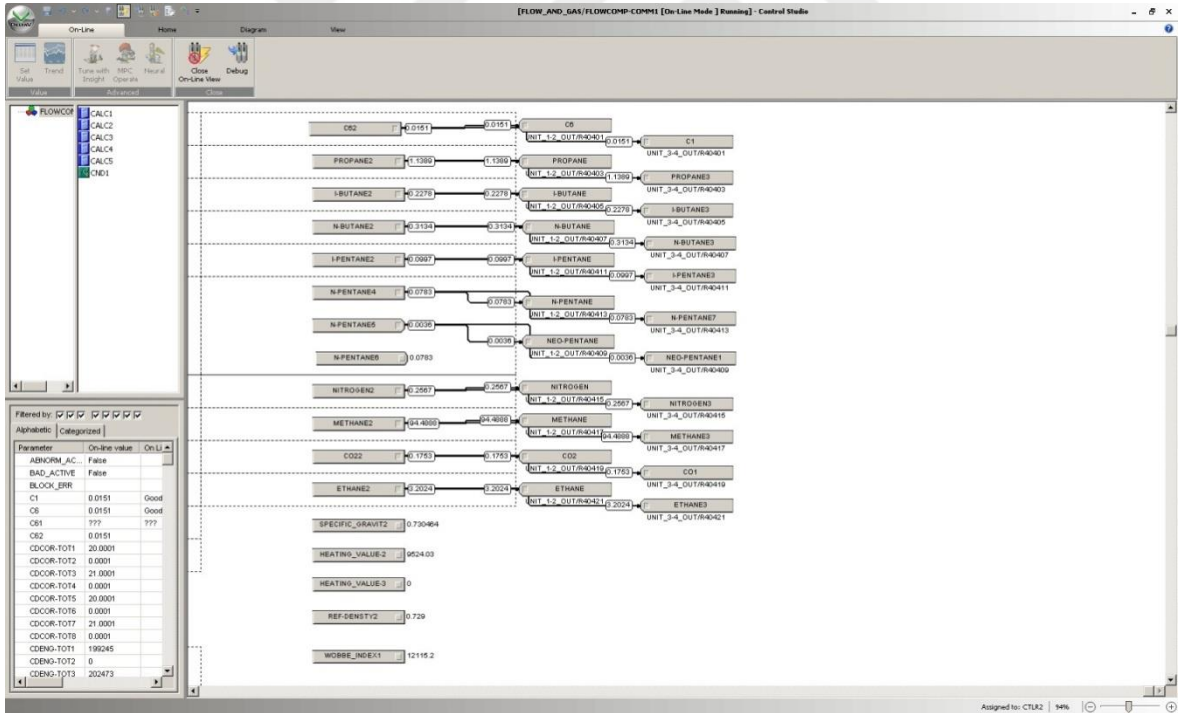 [FLOW_AND_GAS/FLOWCOMP-COMM1 [On-Line Mode ] Running] - Control Studio
On-Line Home Diagram View
Set Value Trend Tune with Insight MPC Operate Neural Close On-Line View Debug
Value Advanced Close
FLOWCOM
CALC1
CALC2
CALC3
CALC4
CALC5
CND1
C62 0.0151 0.0151 C6
UNIT_1-2_OUT/R40401 0.0151 C1
UNIT_3-4_OUT/R40401
PROPANE2 1.1389 1.1389 PROPANE
UNIT_1-2_OUT/R40403 1.1389 PROPANE3
UNIT_3-4_OUT/R40403
I-BUTANE2 0.2278 0.2278 I-BUTANE
UNIT_1-2_OUT/R40405 0.2278 I-BUTANE3
UNIT_3-4_OUT/R40405
N-BUTANE2 0.3134 0.3134 N-BUTANE
UNIT_1-2_OUT/R40407 0.3134 N-BUTANE3
UNIT_3-4_OUT/R40407
I-PENTANE2 0.0997 0.0997 I-PENTANE
UNIT_1-2_OUT/R40411 0.0997 I-PENTANE3
UNIT_3-4_OUT/R40411
N-PENTANE4 0.0783 0.0783 N-PENTANE
UNIT_1-2_OUT/R40413 0.0783 N-PENTANE7
UNIT_3-4_OUT/R40413
N-PENTANE5 0.0036 0.0036 NEO-PENTANE
UNIT_1-2_OUT/R40409 0.0036 NEO-PENTANE1
UNIT_3-4_OUT/R40409
N-PENTANE6 0.0783
NITROGEN2 0.2567 0.2567 NITROGEN
UNIT_1-2_OUT/R40415 0.2567 NITROGEN3
UNIT_3-4_OUT/R40415
METHANE2 94.4888 94.4888 METHANE
UNIT_1-2_OUT/R40417 94.4888 METHANE3
UNIT_3-4_OUT/R40417
CO22 0.1753 0.1753 CO2
UNIT_1-2_OUT/R40419 0.1753 CO1
UNIT_3-4_OUT/R40419
ETHANE2 3.2024 3.2024 ETHANE
UNIT_1-2_OUT/R40421 3.2024 ETHANE3
UNIT_3-4_OUT/R40421
SPECIFIC_GRAVIT2 0.730464
HEATING_VALUE-2 9524.03
HEATING_VALUE-3 0
REF-DENSTY2 0.729
WOBBE_INDEX1 12115.2
Filtered by:
Alphabetic Categorized
Parameter On-line value On Li
ABNORM_AC... False
BAD_ACTIVE False
BLOCK_ERR
C1 0.0151 Good
C6 0.0151 Good
C61 ??? ???
C62 0.0151
CDCOR-TOT1 20.0001
CDCOR-TOT2 0.0001
CDCOR-TOT3 21.0001
CDCOR-TOT4 0.0001
CDCOR-TOT5 20.0001
CDCOR-TOT6 0.0001
CDCOR-TOT7 21.0001
CDCOR-TOT8 0.0001
CDENG-TOT1 199245
CDENG-TOT2 0
CDENG-TOT3 202473
Assigned to: CTLR2 94%